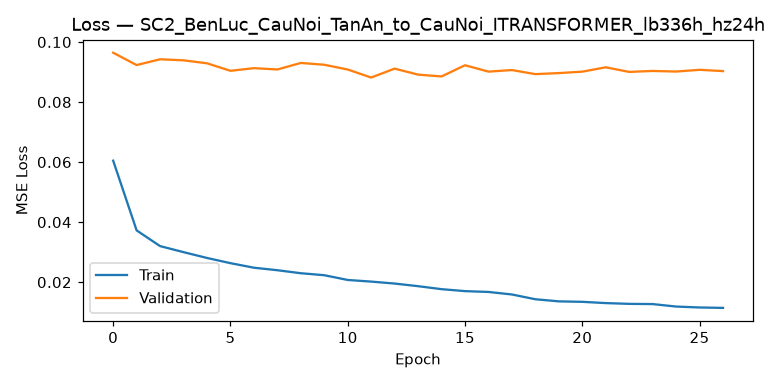 Loss — SC2_BenLuc_CauNoi_TanAn_to_CauNoi_ITRANSFORMER_lb336h_hz24h
0.10
0.08
0.06
0.04
0.02
MSE Loss
Train
Validation
0 5 10 15 20 25
Epoch